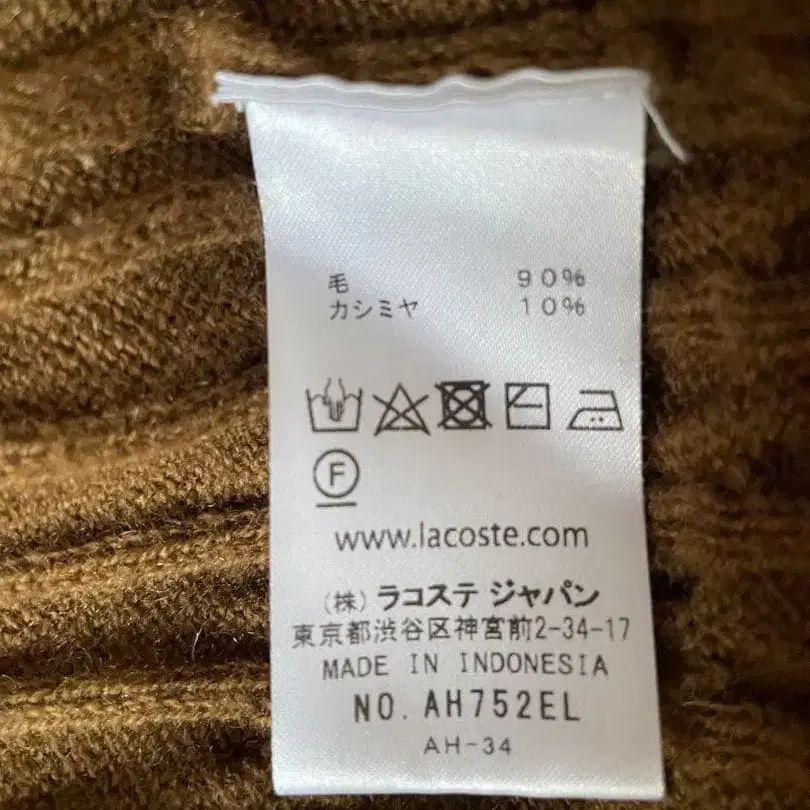 毛 90%
カシミヤ 10%
F
www.lacoste.com
(株) ラコステ ジャパン
東京都渋谷区神宮前2-34-17
MADE IN INDONESIA
NO. AH752EL
AH-34